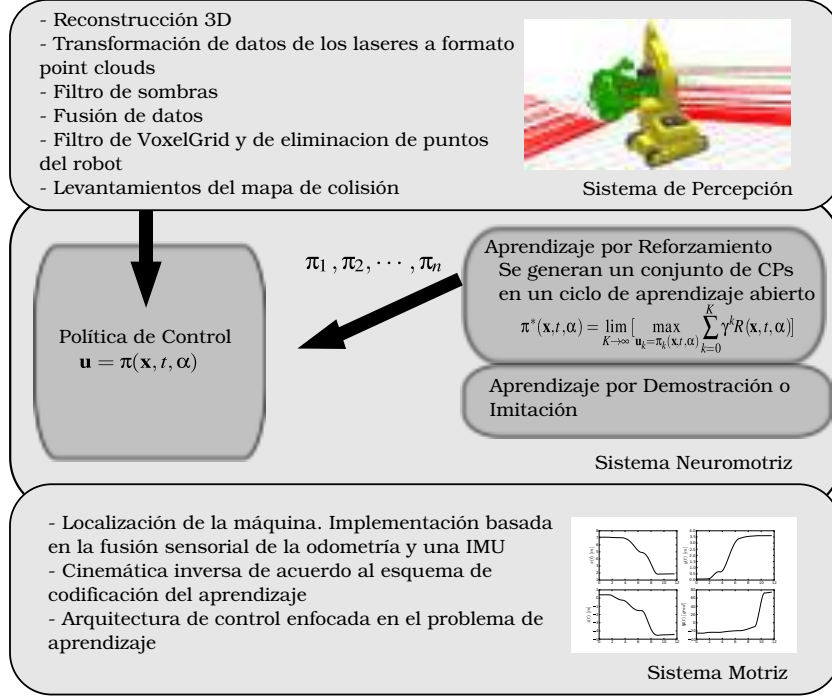 - Reconstrucción 3D
- Transformación de datos de los laseres a formato
point clouds
- Filtro de sombras
- Fusión de datos
- Filtro de VoxelGrid y de eliminacion de puntos
del robot
- Levantamientos del mapa de colisión
Sistema de Percepción
Política de Control
u = π(x, t, α)
π1, π2, ⋯, πn
Aprendizaje por Reforzamiento
Se generan un conjunto de CPs
en un ciclo de aprendizaje abierto
π*(x,t,α) = lim K→∞ [ max u_k=π_k(x,t,α) ∑ k=0 K γ^k R(x,t,α)]
Aprendizaje por Demostración o
Imitación
Sistema Neuromotriz
- Localización de la máquina. Implementación basada
en la fusión sensorial de la odometría y una IMU
- Cinemática inversa de acuerdo al esquema de
codificación del aprendizaje
- Arquitectura de control enfocada en el problema de
aprendizaje
Sistema Motriz